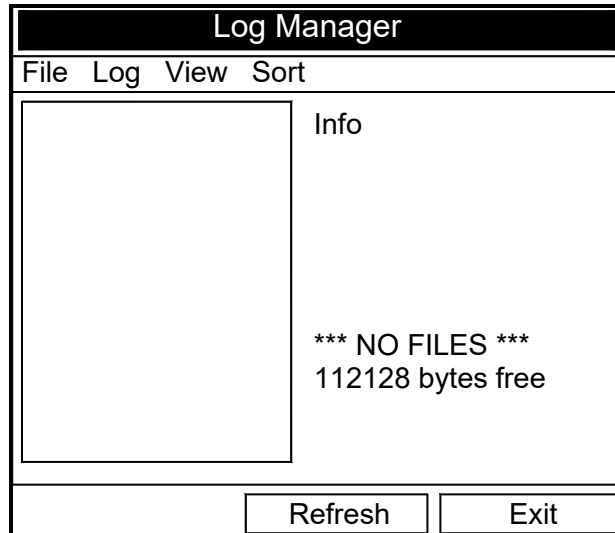 Log Manager
File Log View Sort
Info
*** NO FILES ***
112128 bytes free
Refresh Exit